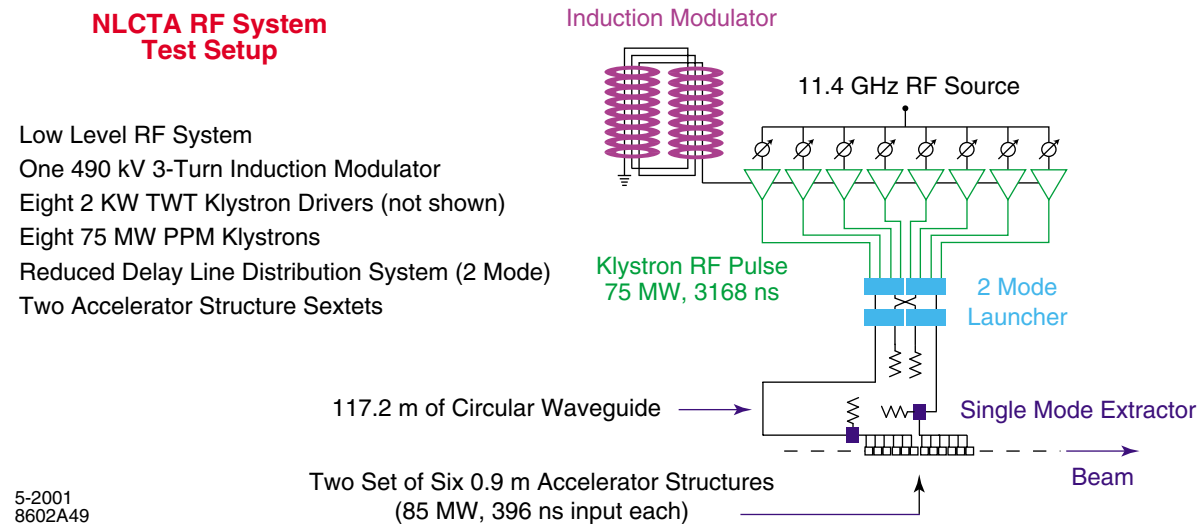 NLCTA RF System
Test Setup
Induction Modulator
11.4 GHz RF Source
Low Level RF System
One 490 kV 3-Turn Induction Modulator
Eight 2 KW TWT Klystron Drivers (not shown)
Eight 75 MW PPM Klystrons
Reduced Delay Line Distribution System (2 Mode)
Two Accelerator Structure Sextets
Klystron RF Pulse
75 MW, 3168 ns
2 Mode
Launcher
117.2 m of Circular Waveguide
Single Mode Extractor
Beam
Two Set of Six 0.9 m Accelerator Structures
(85 MW, 396 ns input each)
5-2001
8602A49